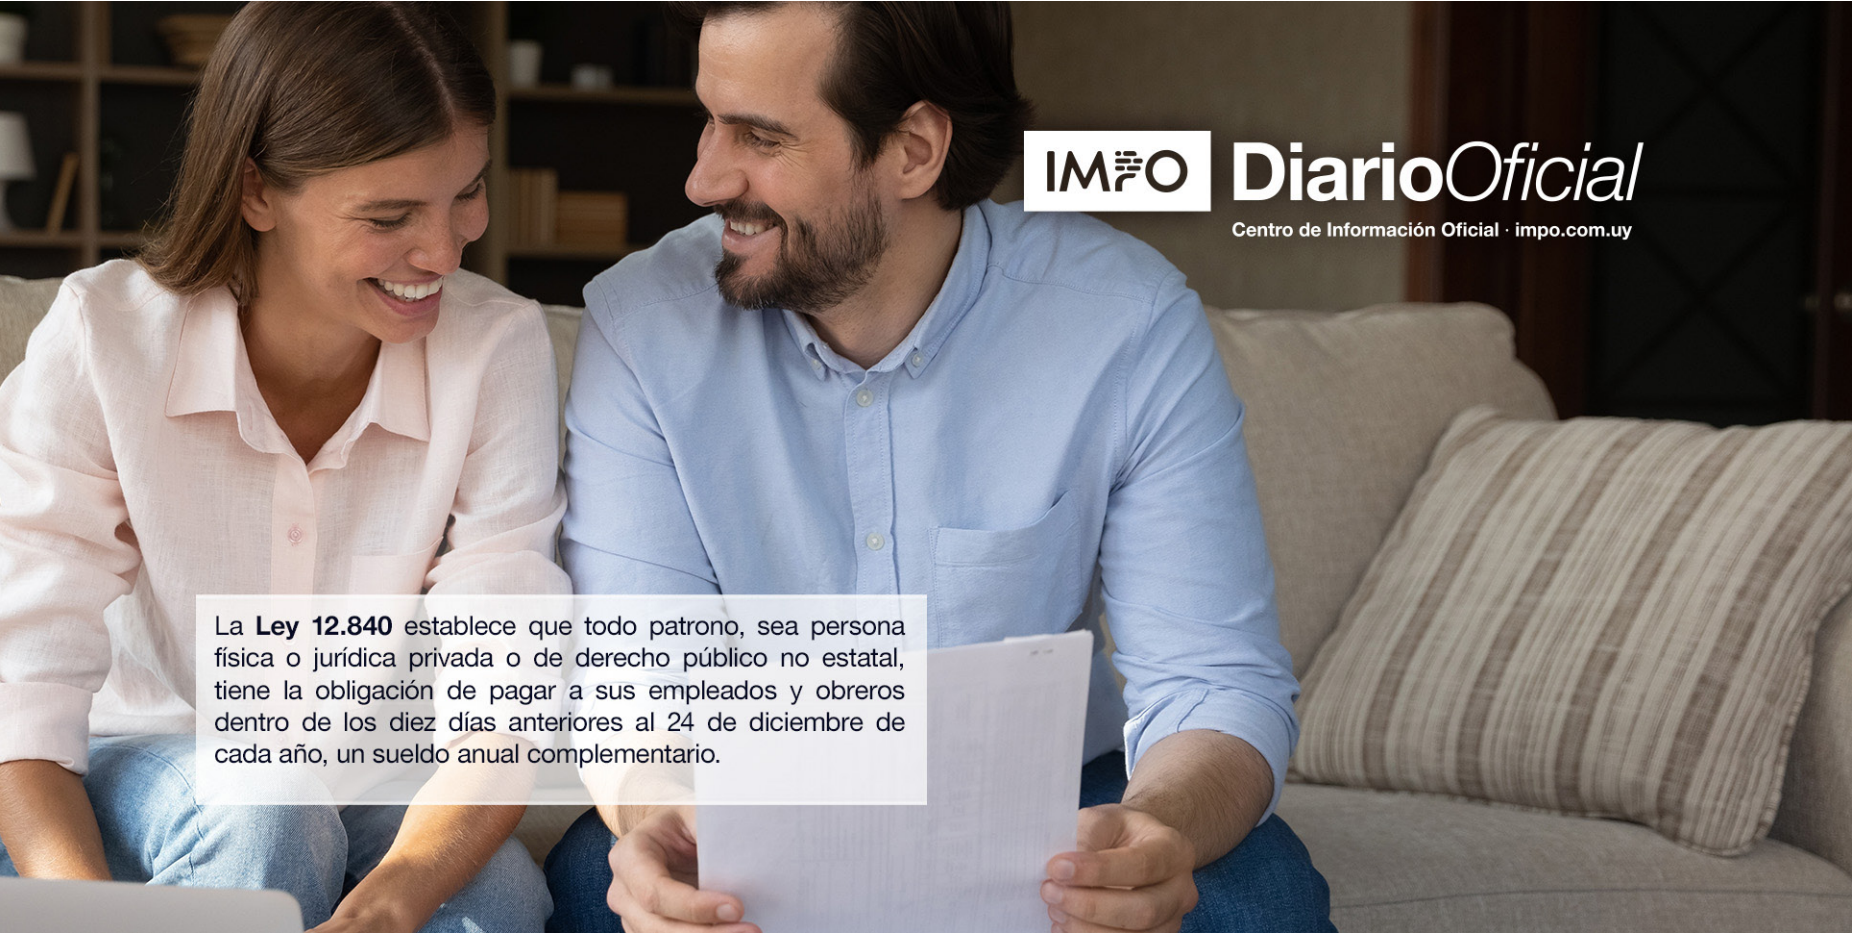 IMPO DiarioOficial
Centro de Información Oficial · impo.com.uy
La Ley 12.840 establece que todo patrono, sea persona
física o jurídica privada o de derecho público no estatal,
tiene la obligación de pagar a sus empleados y obreros
dentro de los diez días anteriores al 24 de diciembre de
cada año, un sueldo anual complementario.